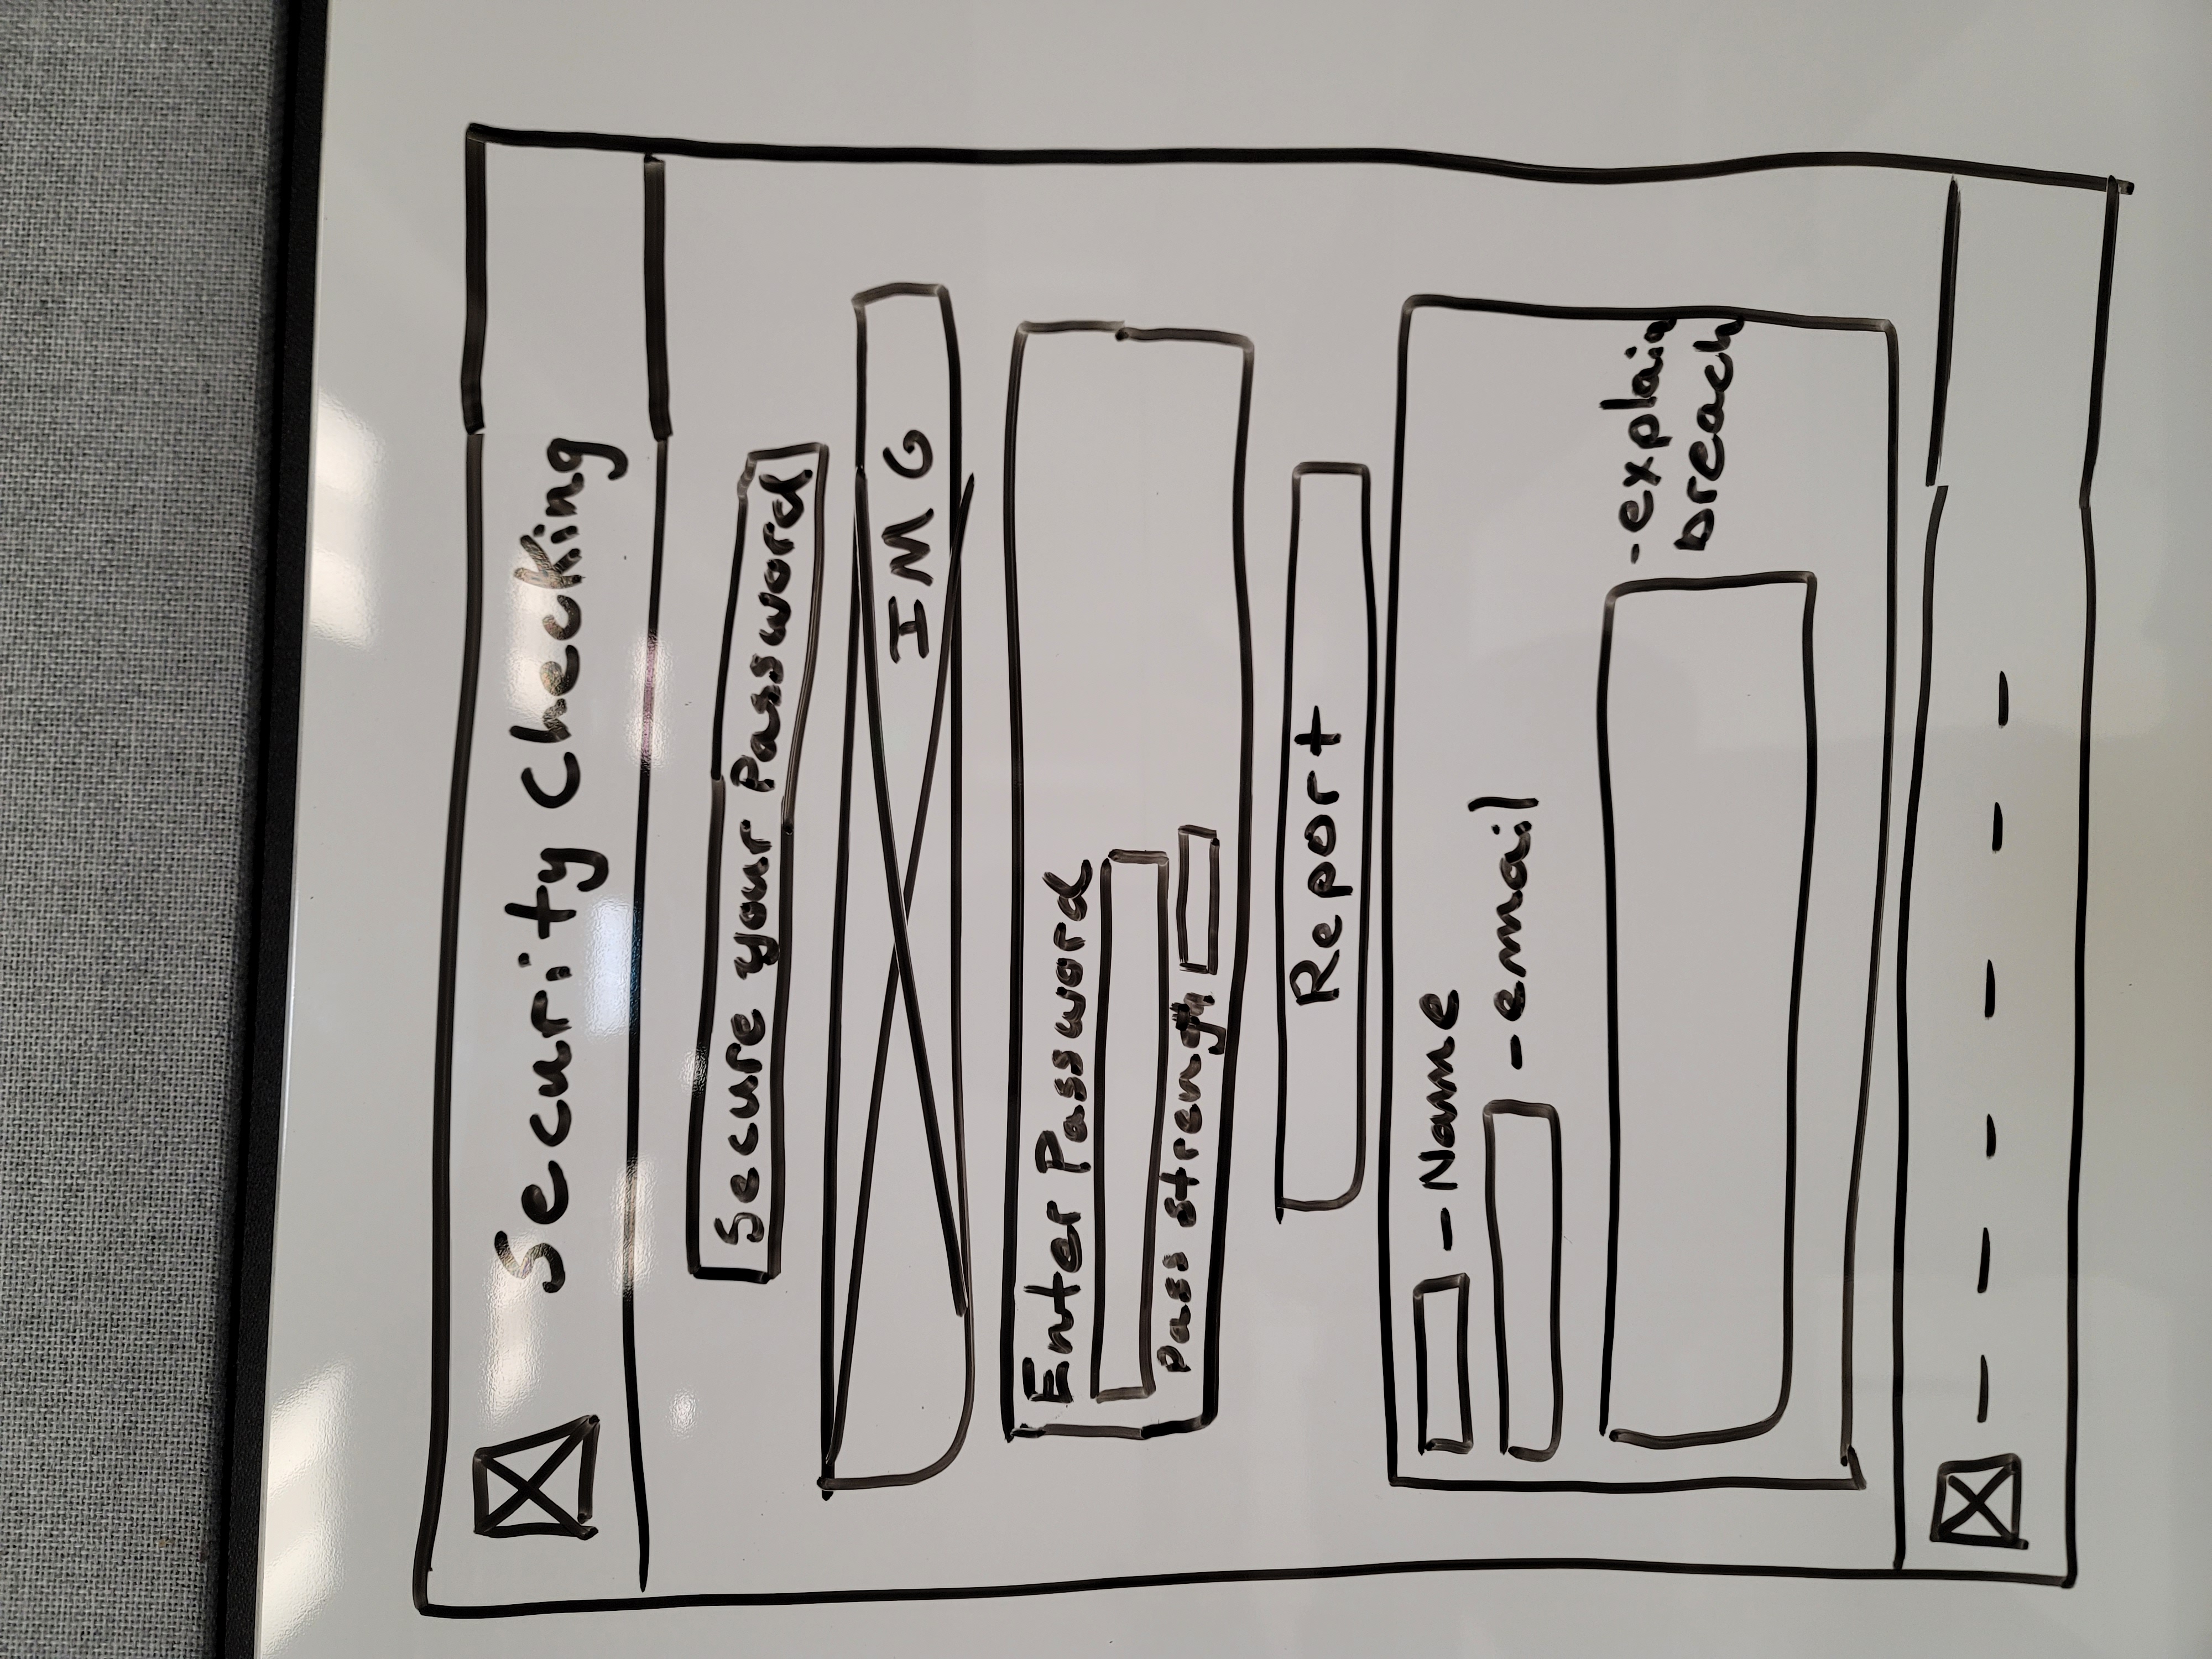 Security Checking
Secure your Password
IMG
Enter Password
Pass strength
Report
- Name
- email
- explain
breach